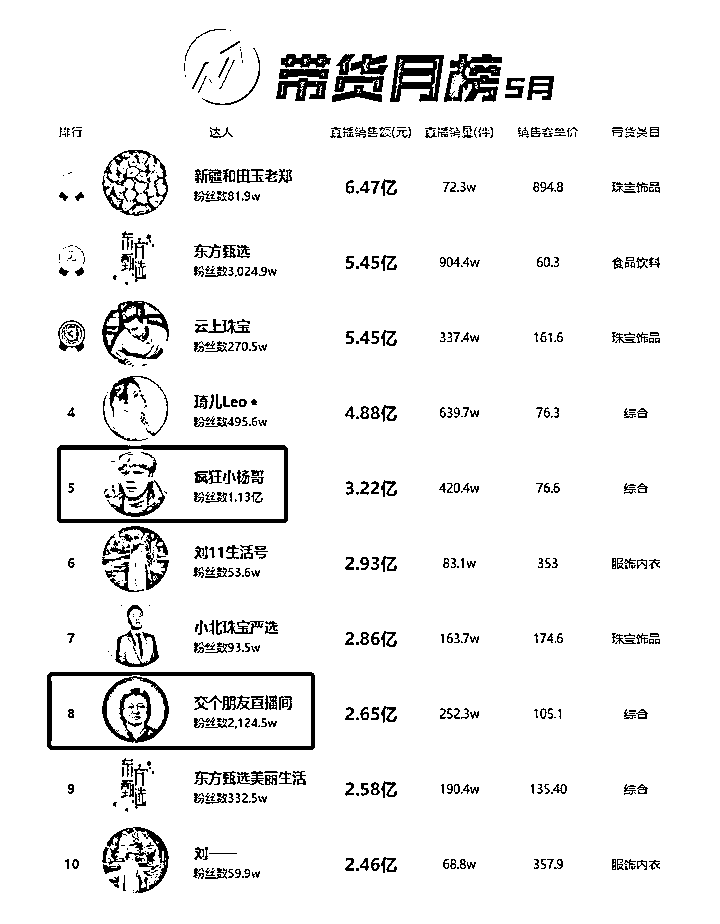 带货月榜 5月
排行 达人 直播销售额(元) 直播销量(件) 销售客单价 带货类目
新疆和田玉老郑 6.47亿 72.3w 894.8 珠宝饰品
粉丝数81.9w
东方甄选 5.45亿 904.4w 60.3 食品饮料
粉丝数3,024.9w
云上珠宝 5.45亿 337.4w 161.6 珠宝饰品
粉丝数270.5w
4 琦儿Leo 4.88亿 639.7w 76.3 综合
粉丝数495.6w
5 疯狂小杨哥 3.22亿 420.4w 76.6 综合
粉丝数1.13亿
6 刘11生活号 2.93亿 83.1w 353 服饰内衣
粉丝数53.6w
7 小北珠宝严选 2.86亿 163.7w 174.6 珠宝饰品
粉丝数93.5w
8 交个朋友直播间 2.65亿 252.3w 105.1 综合
粉丝数2,124.5w
9 东方甄选美丽生活 2.58亿 190.4w 135.40 综合
粉丝数332.5w
10 刘一一 2.46亿 68.8w 357.9 服饰内衣
粉丝数59.9w